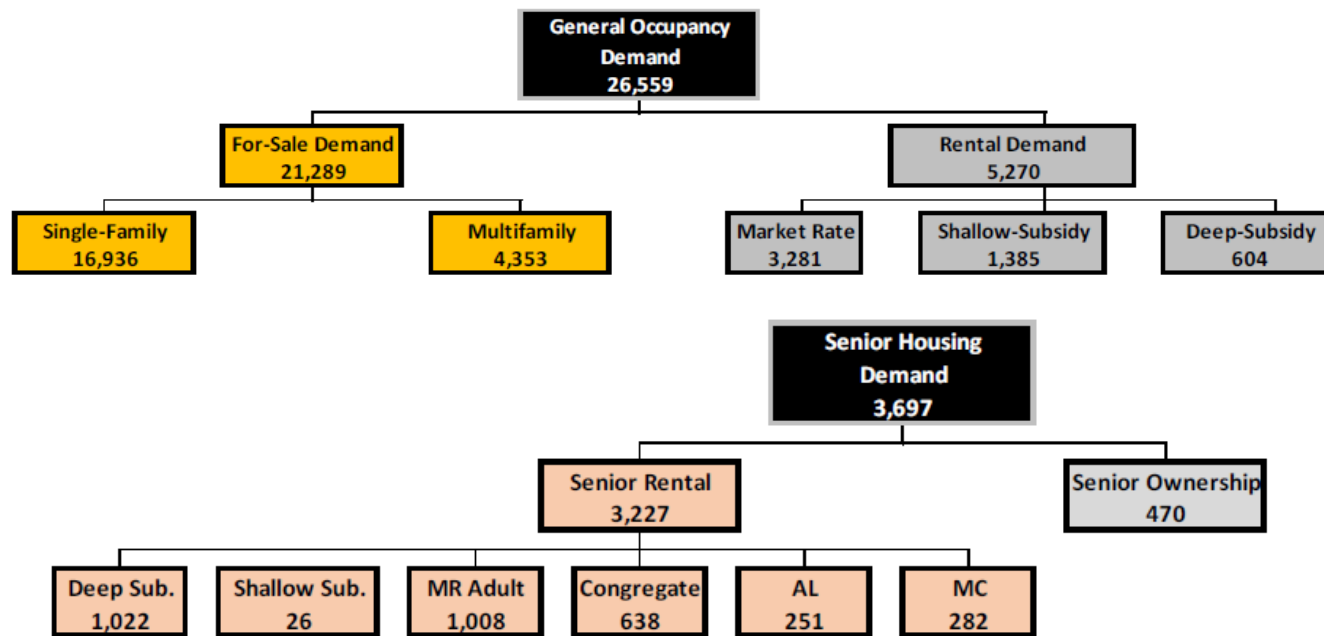 General Occupancy
Demand
26,559
For-Sale Demand
21,289
Rental Demand
5,270
Single-Family
16,936
Multifamily
4,353
Market Rate
3,281
Shallow-Subsidy
1,385
Deep-Subsidy
604
Senior Housing
Demand
3,697
Senior Rental
3,227
Senior Ownership
470
Deep Sub.
1,022
Shallow Sub.
26
MR Adult
1,008
Congregate
638
AL
251
MC
282